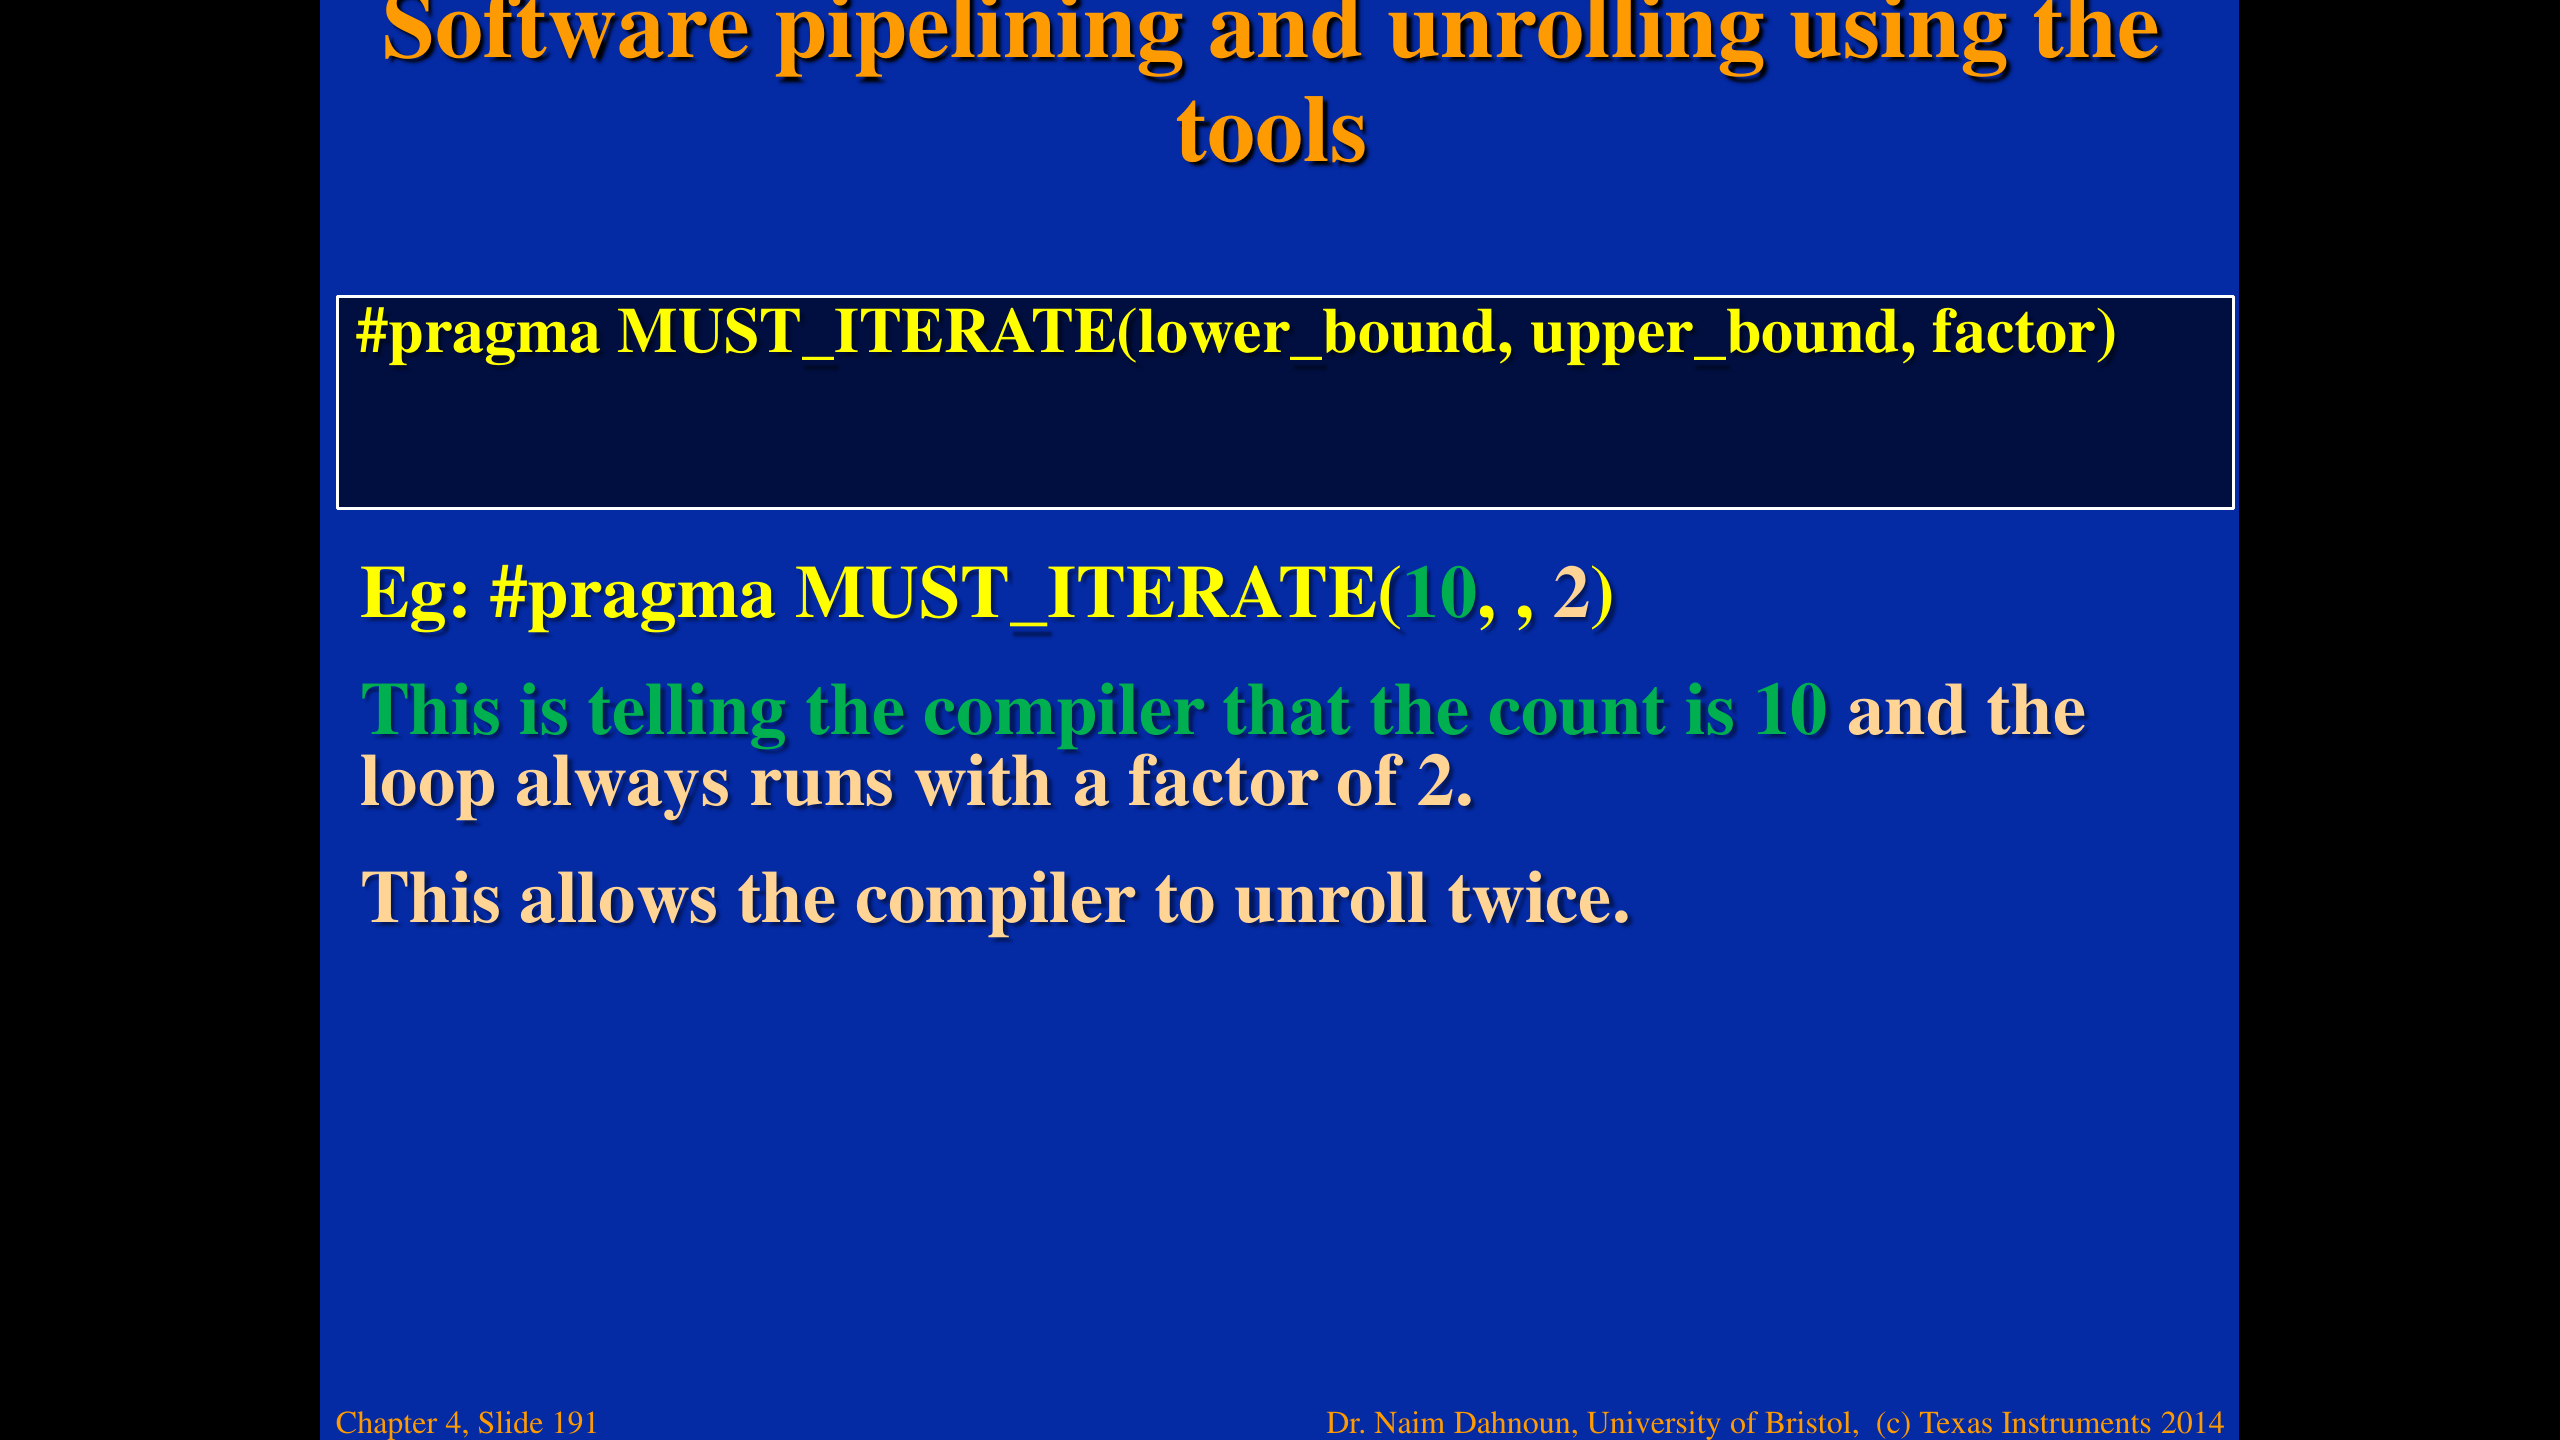 Software pipelining and unrolling using the
tools
#pragma MUST_ITERATE(lower_bound, upper_bound, factor)
Eg: #pragma MUST_ITERATE(10, , 2)
This is telling the compiler that the count is 10 and the
loop always runs with a factor of 2.
This allows the compiler to unroll twice.
Chapter 4, Slide 191
Dr. Naim Dahnoun, University of Bristol, (c) Texas Instruments 2014